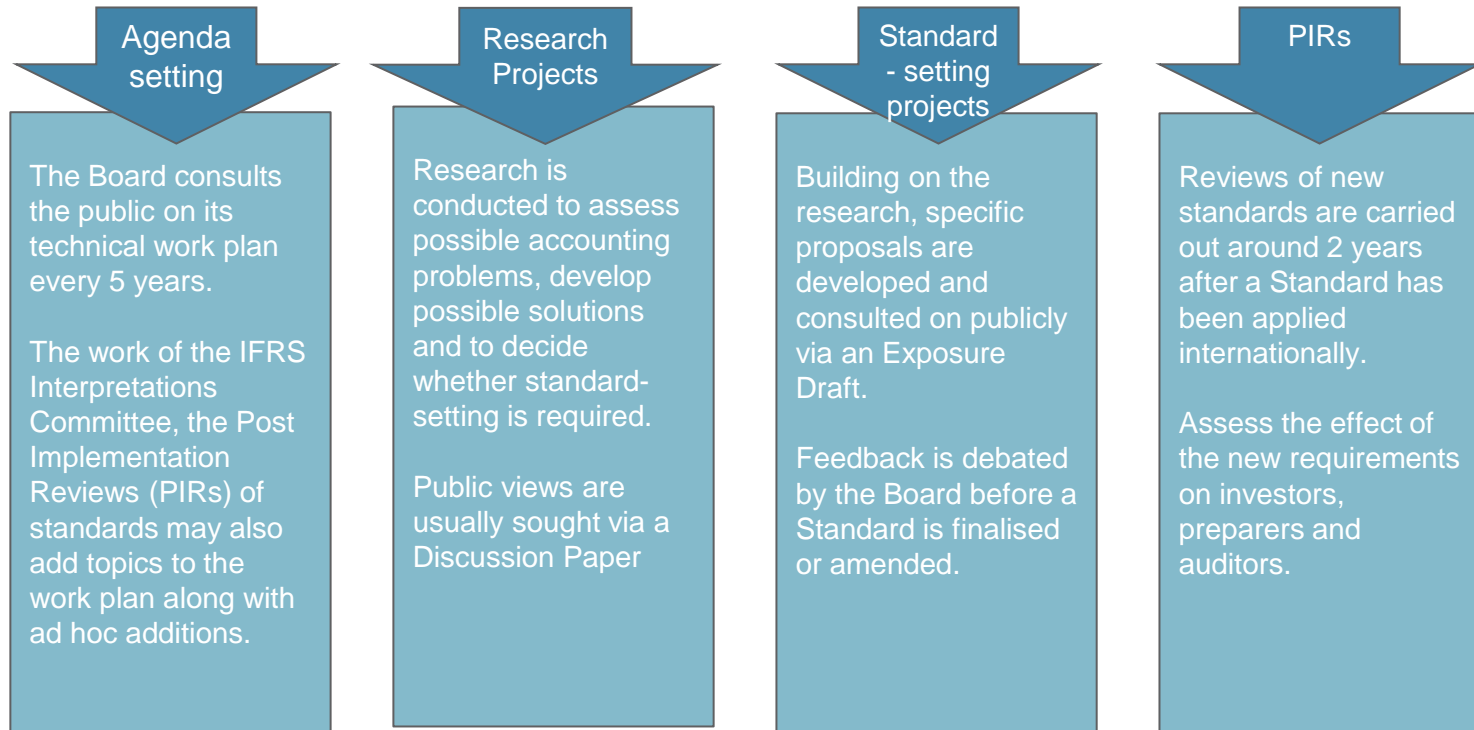 Agenda
setting
The Board consults
the public on its
technical work plan
every 5 years.
The work of the IFRS
Interpretations
Committee, the Post
Implementation
Reviews (PIRs) of
standards may also
add topics to the
work plan along with
ad hoc additions.
Research
Projects
Research is
conducted to assess
possible accounting
problems, develop
possible solutions
and to decide
whether standard-
setting is required.
Public views are
usually sought via a
Discussion Paper
Standard
- setting
projects
Building on the
research, specific
proposals are
developed and
consulted on publicly
via an Exposure
Draft.
Feedback is debated
by the Board before a
Standard is finalised
or amended.
PIRs
Reviews of new
standards are carried
out around 2 years
after a Standard has
been applied
internationally.
Assess the effect of
the new requirements
on investors,
preparers and
auditors.